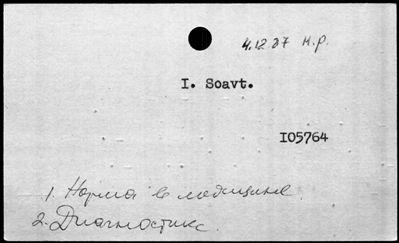 4.12.87 н.р.
I. Soavt.
I05764
1. Норма в медицине
2. Диагностика